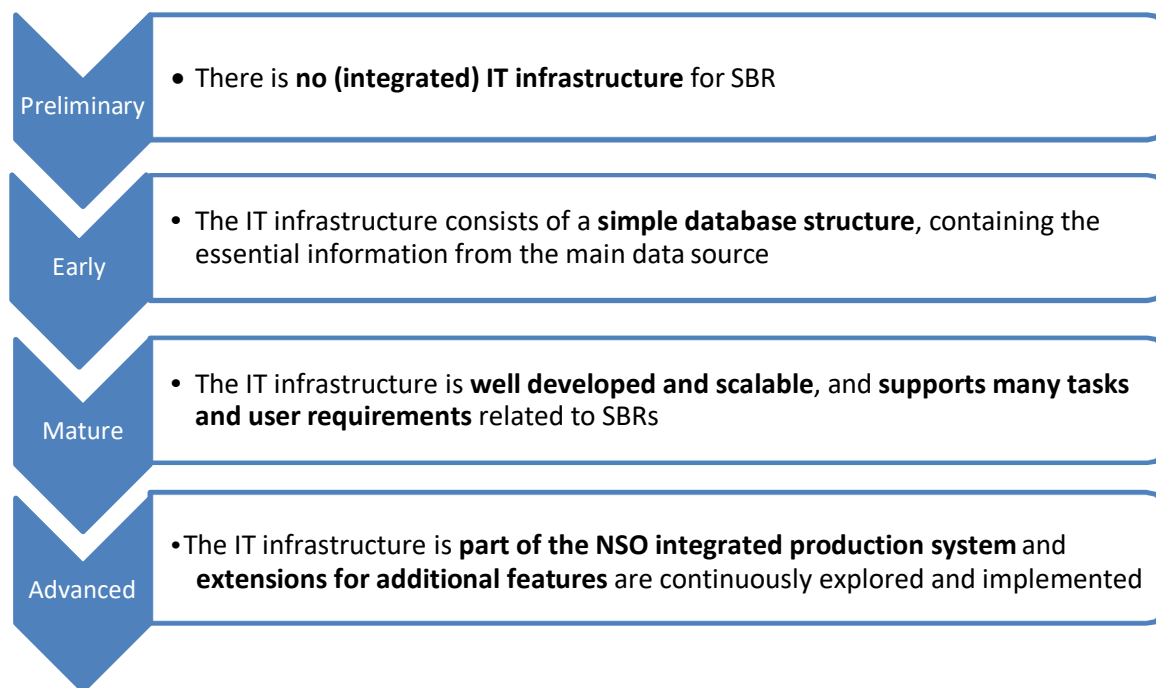 Preliminary
• There is no (integrated) IT infrastructure for SBR
Early
• The IT infrastructure consists of a simple database structure, containing the
essential information from the main data source
Mature
• The IT infrastructure is well developed and scalable, and supports many tasks
and user requirements related to SBRs
Advanced
•The IT infrastructure is part of the NSO integrated production system and
extensions for additional features are continuously explored and implemented